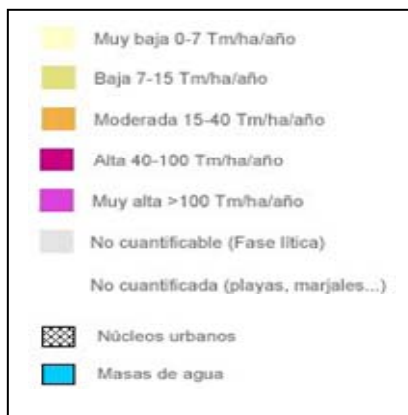 Muy baja 0-7 Tm/ha/año
Baja 7-15 Tm/ha/año
Moderada 15-40 Tm/ha/año
Alta 40-100 Tm/ha/año
Muy alta >100 Tm/ha/año
No cuantificable (Fase lítica)
No cuantificada (playas, marjales...)
Núcleos urbanos
Masas de agua